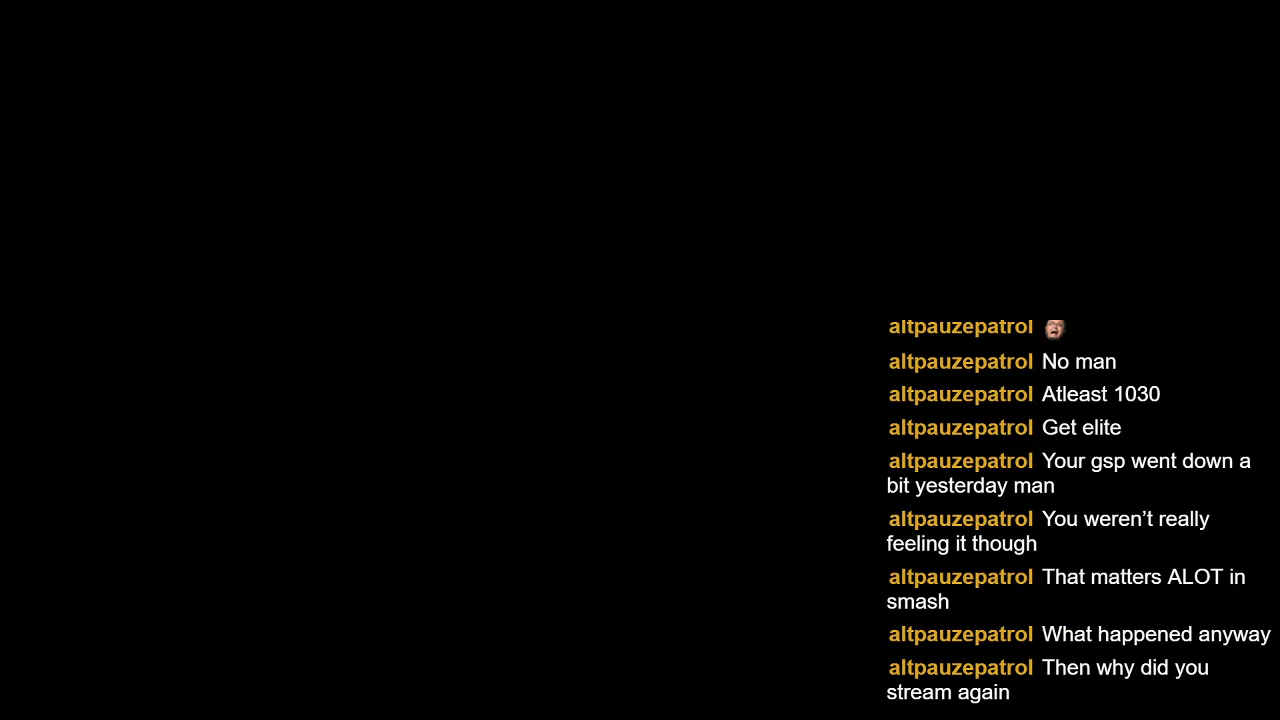 altpauzepatrol
altpauzepatrol No man
altpauzepatrol Atleast 1030
altpauzepatrol Get elite
altpauzepatrol Your gsp went down a
bit yesterday man
altpauzepatrol You weren’t really
feeling it though
altpauzepatrol That matters ALOT in
smash
altpauzepatrol What happened anyway
altpauzepatrol Then why did you
stream again